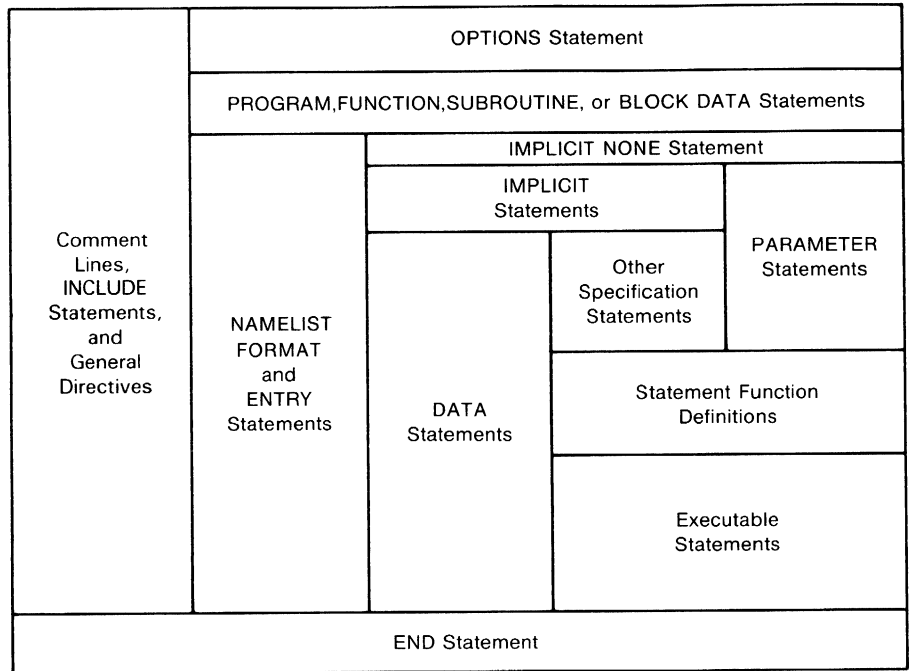 OPTIONS Statement
PROGRAM,FUNCTION,SUBROUTINE, or BLOCK DATA Statements
IMPLICIT NONE Statement
IMPLICIT
Statements
PARAMETER
Statements
Comment
Lines,
INCLUDE
Statements,
and
General
Directives
NAMELIST
FORMAT
and
ENTRY
Statements
DATA
Statements
Other
Specification
Statements
Statement Function
Definitions
Executable
Statements
END Statement